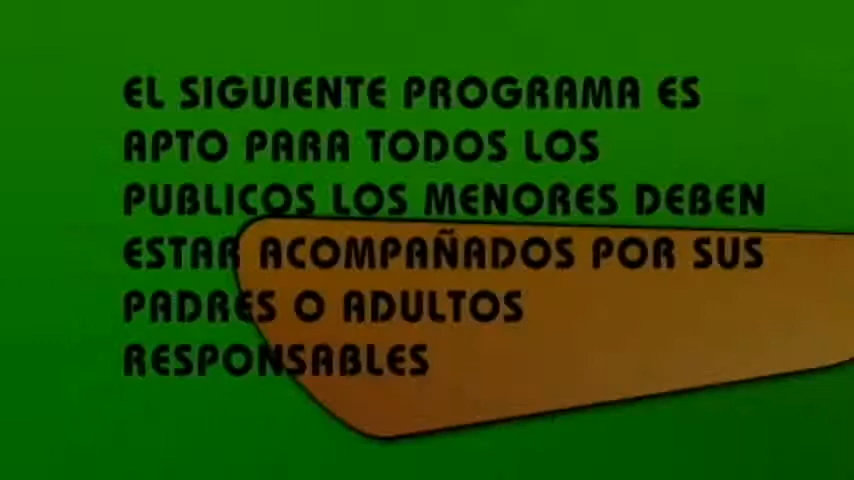 EL SIGUIENTE PROGRAMA ES
APTO PARA TODOS LOS
PUBLICOS LOS MENORES DEBEN
ESTAR ACOMPAÑADOS POR SUS
PADRES O ADULTOS
RESPONSABLES